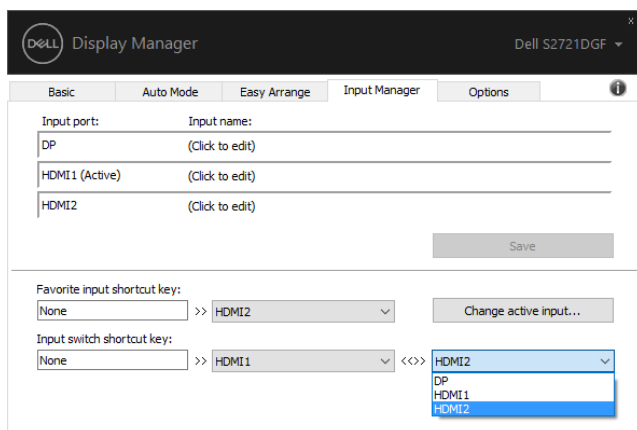 DELL Display Manager Dell S2721DGF
x
Basic Auto Mode Easy Arrange Input Manager Options i
Input port: Input name:
DP (Click to edit)
HDMI1 (Active) (Click to edit)
HDMI2 (Click to edit)
Save
Favorite input shortcut key:
None >> HDMI2 Change active input...
Input switch shortcut key:
None >> HDMI1 <<>> HDMI2
DP
HDMI1
HDMI2